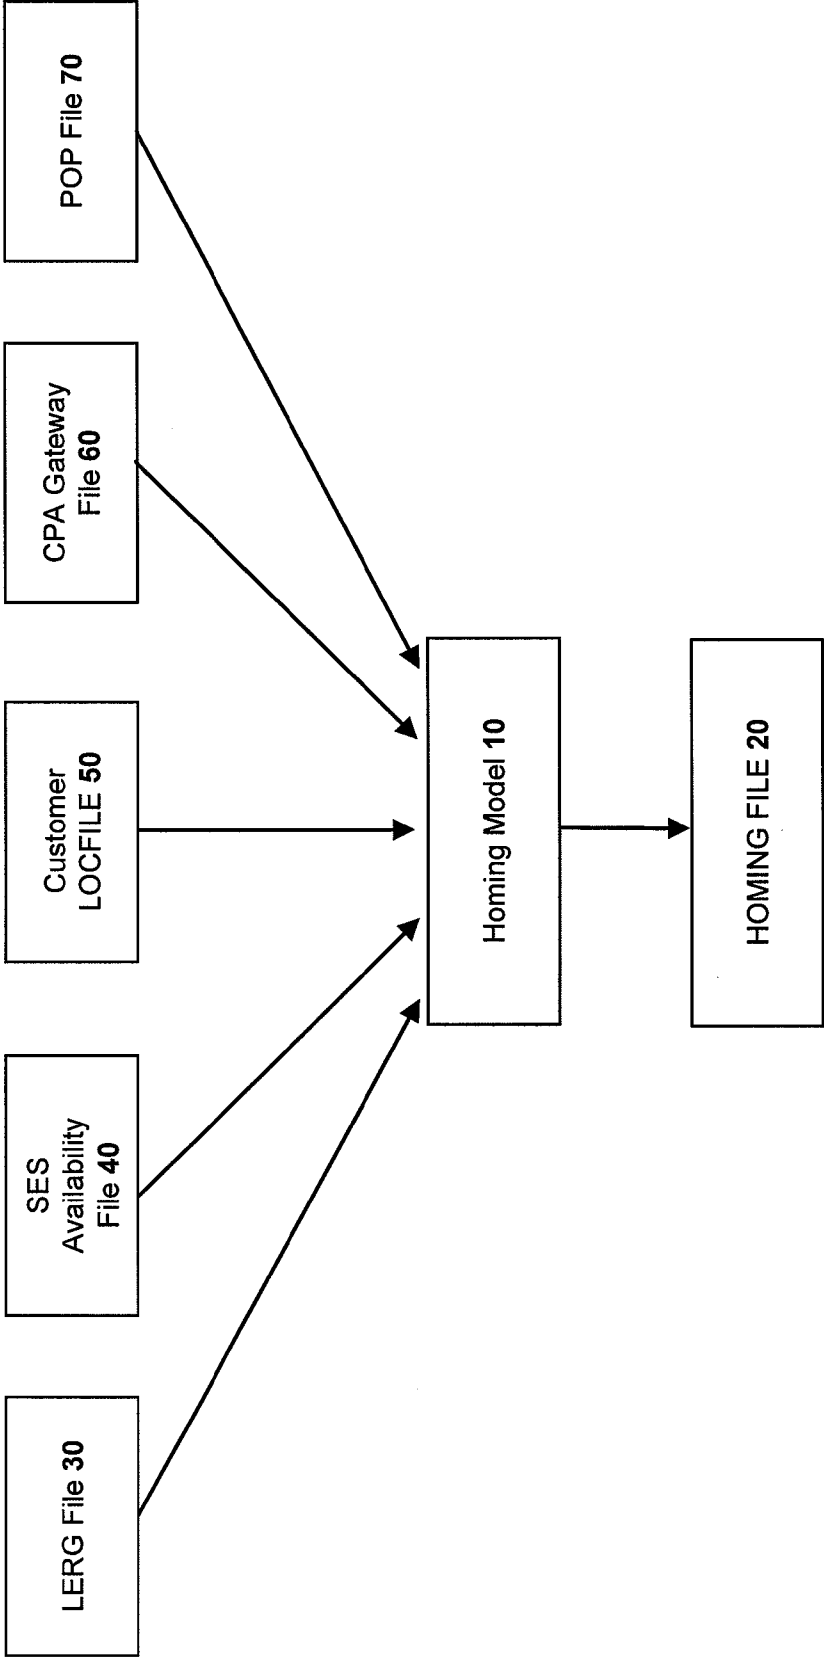 LERG File 30
SES
Availability
File 40
Customer
LOCFILE 50
CPA Gateway
File 60
POP File 70
Homing Model 10
HOMING FILE 20